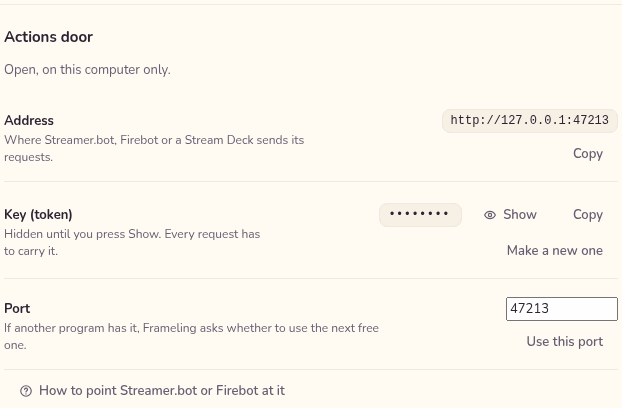 Actions door
Open, on this computer only.
Address
http://127.0.0.1:47213
Where Streamer.bot, Firebot or a Stream Deck sends its
requests.
Copy
Key (token)
•••••••• Show Copy
Hidden until you press Show. Every request has
to carry it.
Make a new one
Port
47213
If another program has it, Frameling asks whether to use the next free
one.
Use this port
How to point Streamer.bot or Firebot at it